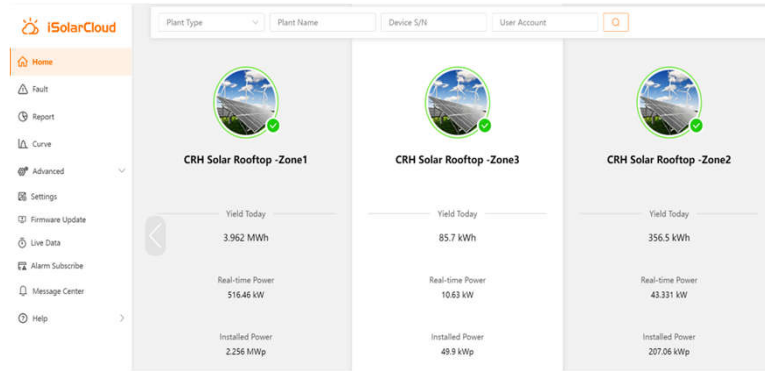 iSolarCloud
Plant Type
Plant Name
Device S/N
User Account
Home
Fault
Report
Curve
Advanced
Settings
Firmware Update
Live Data
Alarm Subscribe
Message Center
Help
CRH Solar Rooftop -Zone1
Yield Today
3.962 MWh
Real-time Power
516.46 kW
Installed Power
2.256 MWp
CRH Solar Rooftop -Zone3
Yield Today
85.7 kWh
Real-time Power
10.63 kW
Installed Power
49.9 kWp
CRH Solar Rooftop -Zone2
Yield Today
356.5 kWh
Real-time Power
43.331 kW
Installed Power
207.06 kWp